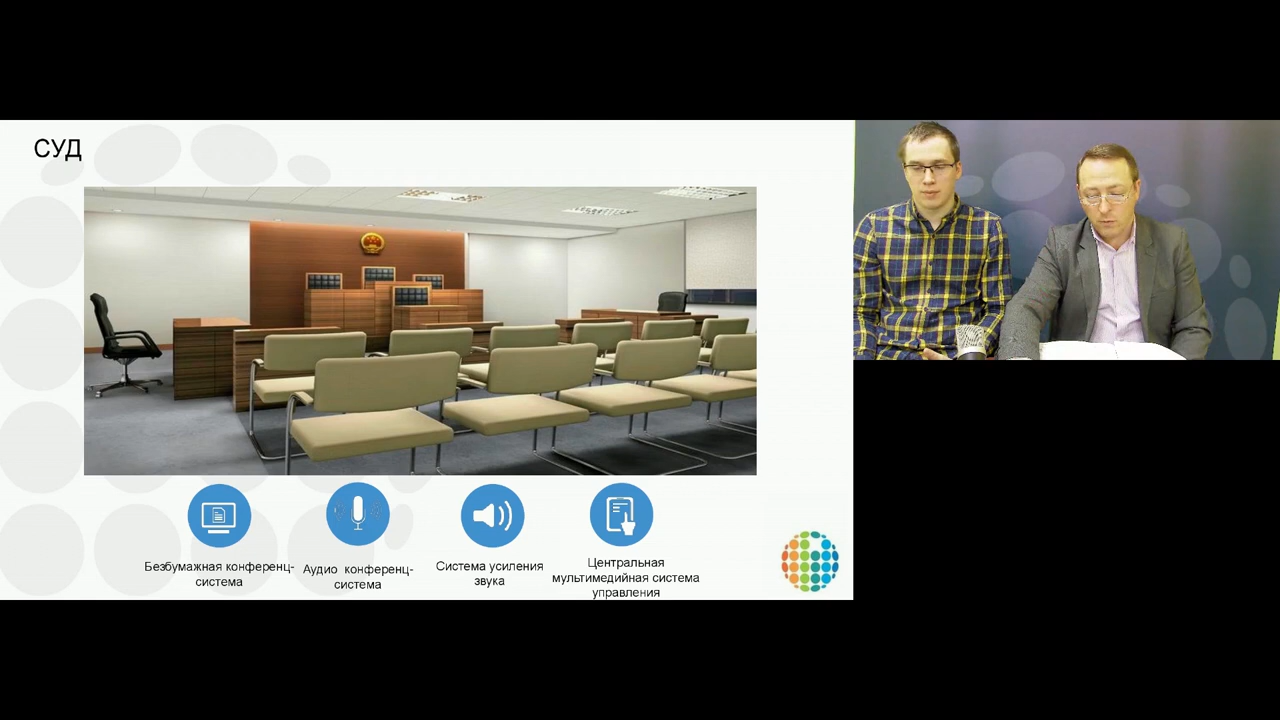 СУД
Безбумажная конференц-
система
Аудио конференц-
система
Система усиления
звука
Центральная
мультимедийная система
управления